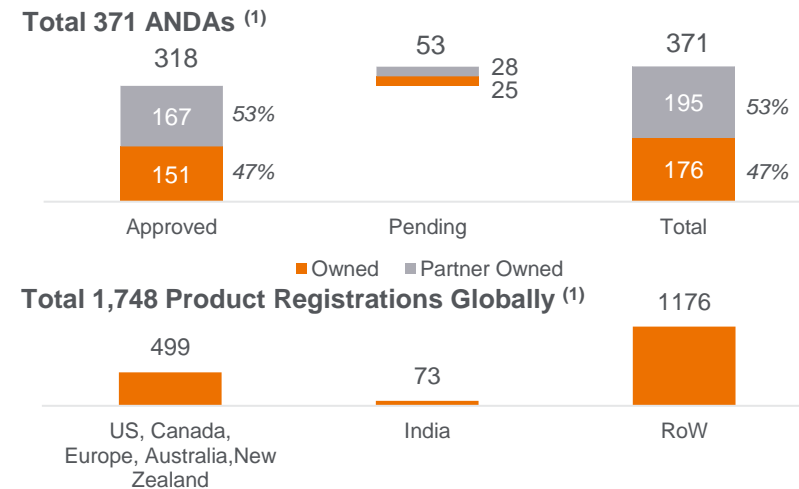 Total 371 ANDAs (1)
318
53
371
28
25
167
53%
195
53%
151
47%
176
47%
Approved
Pending
Total
Owned
Partner Owned
Total 1,748 Product Registrations Globally (1)
499
73
1176
US, Canada,
Europe, Australia,New
Zealand
India
RoW